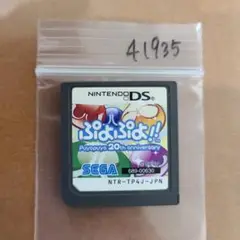 41935
NINTENDO DS
ぷよぷよ!!
Puyopuyo 20th anniversary
SEGA
NTR-TP4J-JPN